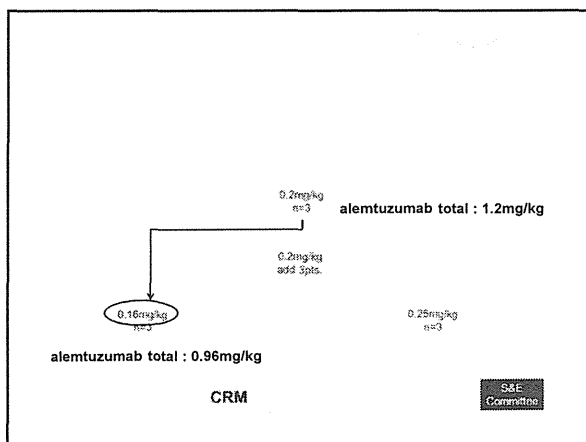 0.2mg/kg
n=3
alemtuzumab total : 1.2mg/kg
0.2mg/kg
add 3pts.
0.16mg/kg
n=3
0.25mg/kg
n=3
alemtuzumab total : 0.96mg/kg
CRM
S&E
Committee